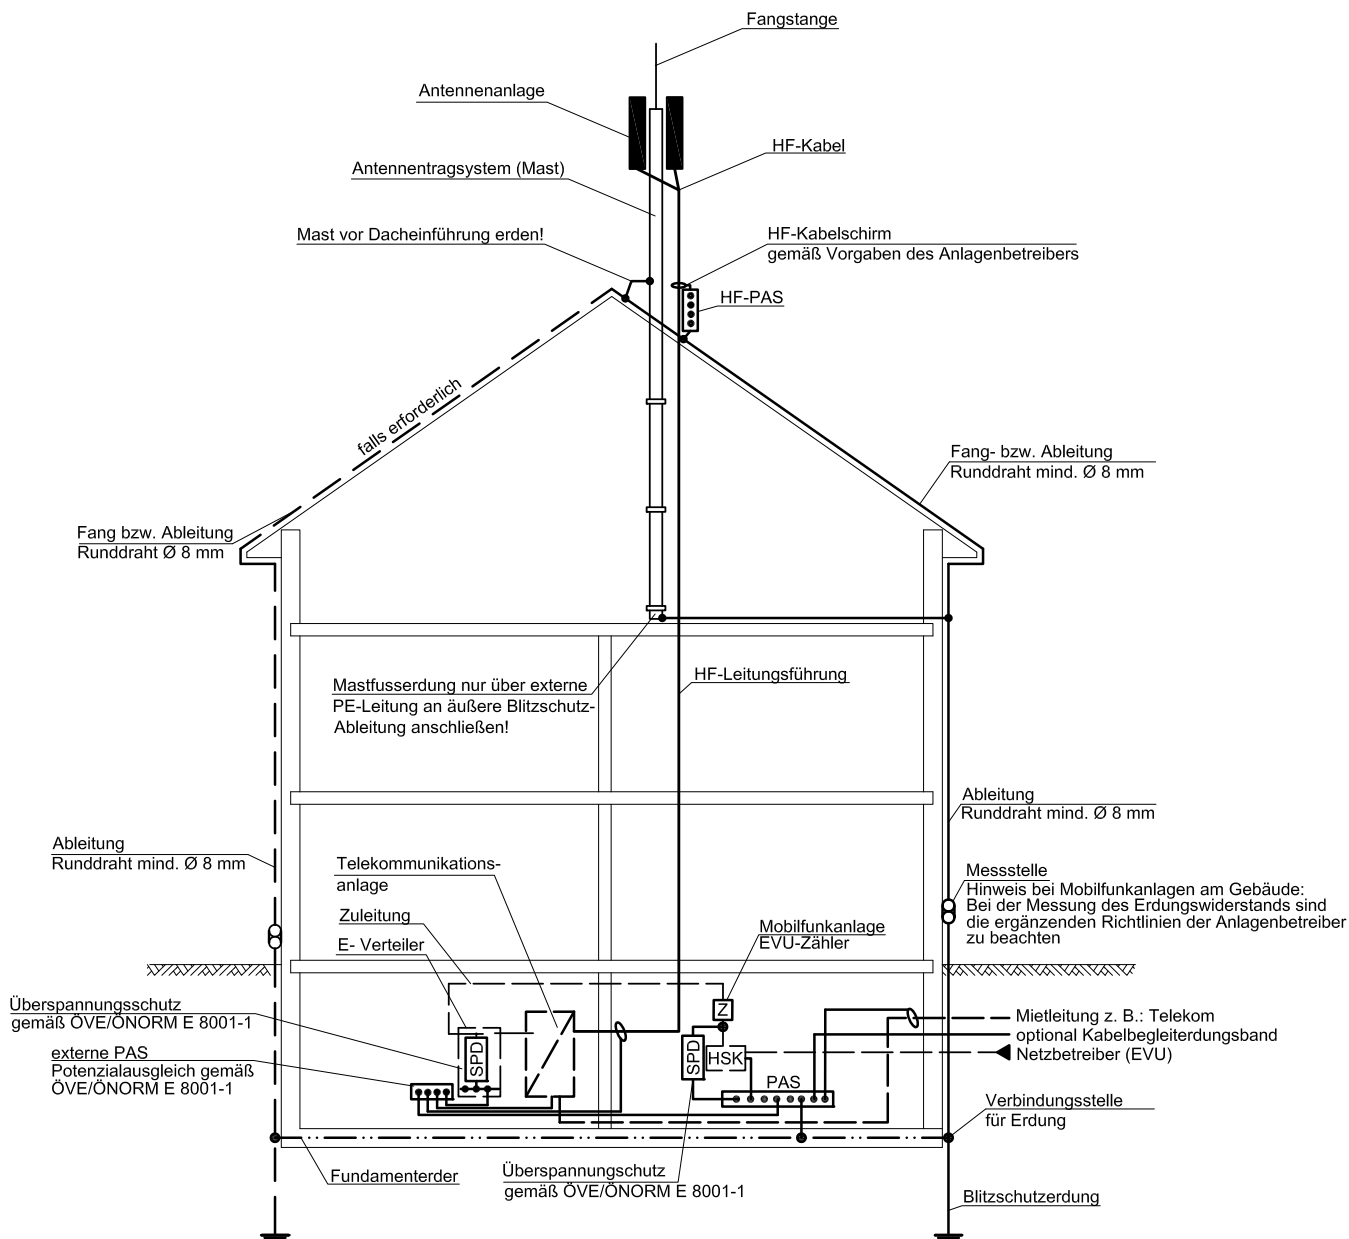 Fangstange
Antennenanlage
HF-Kabel
Antennentragsystem (Mast)
Mast vor Dacheinführung erden!
HF-Kabelschirm
gemäß Vorgaben des Anlagenbetreibers
HF-PAS
falls erforderlich
Fang- bzw. Ableitung
Runddraht mind. Ø 8 mm
Fang bzw. Ableitung
Runddraht Ø 8 mm
Mastfusserdung nur über externe
PE-Leitung an äußere Blitzschutz-
Ableitung anschließen!
HF-Leitungsführung
Ableitung
Runddraht mind. Ø 8 mm
Ableitung
Runddraht mind. Ø 8 mm
Telekommunikations-
anlage
Zuleitung
E- Verteiler
Mobilfunkanlage
EVU-Zähler
Messstelle
Hinweis bei Mobilfunkanlagen am Gebäude:
Bei der Messung des Erdungswiderstands sind
die ergänzenden Richtlinien der Anlagenbetreiber
zu beachten
Überspannungsschutz
gemäß ÖVE/ÖNORM E 8001-1
externe PAS
Potenzialausgleich gemäß
ÖVE/ÖNORM E 8001-1
SPD
Z
SPD
HSK
PAS
Mietleitung z. B.: Telekom
optional Kabelbegleiterdungsband
Netzbetreiber (EVU)
Verbindungsstelle
für Erdung
Fundamenterder
Überspannungschutz
gemäß ÖVE/ÖNORM E 8001-1
Blitzschutzerdung